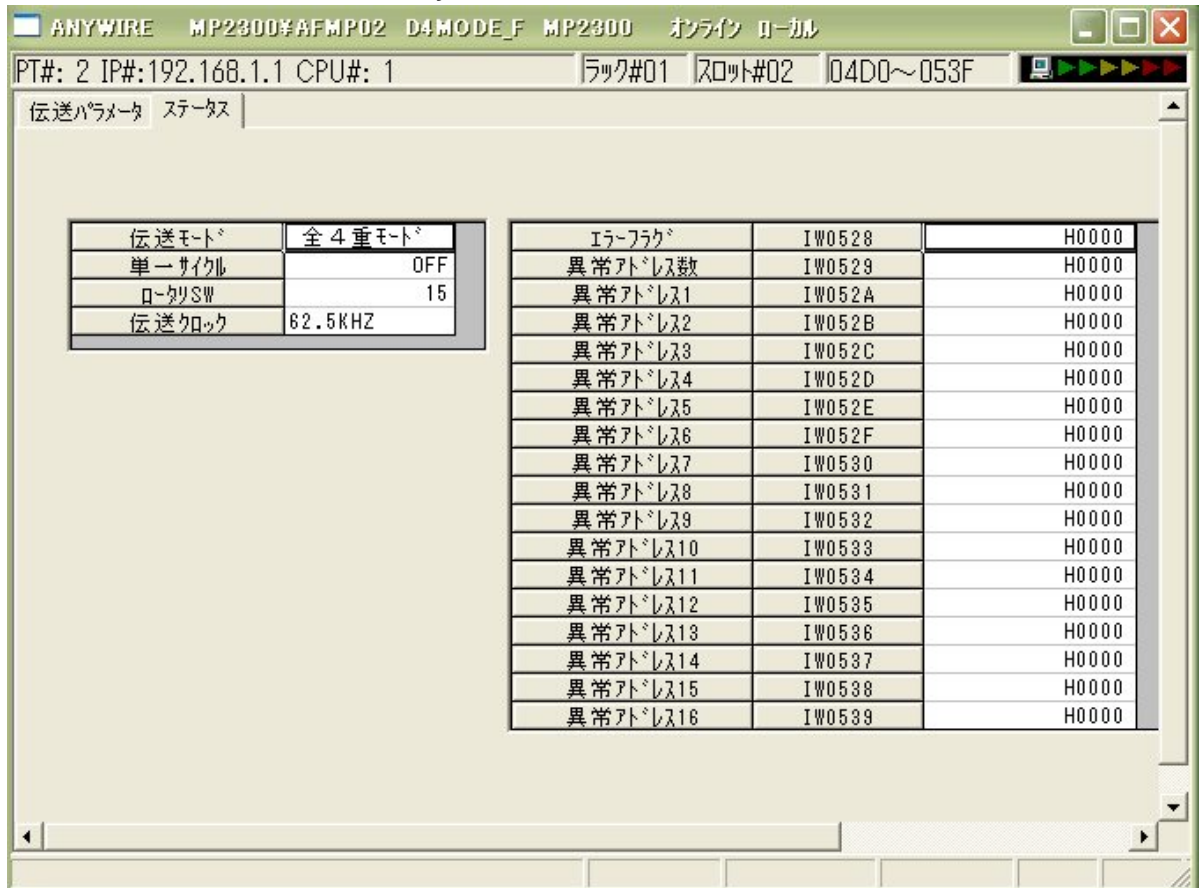 ANYWIRE MP2300¥AFMP02 D4MODE_F MP2300 ｵﾝﾗｲﾝ ﾛｰｶﾙ
PT#: 2 IP#:192.168.1.1 CPU#: 1 ﾗｯｸ#01 ｽﾛｯﾄ#02 04D0～053F
伝送ﾊﾟﾗﾒｰﾀ ｽﾃｰﾀｽ
伝送ﾓｰﾄﾞ 全４重ﾓｰﾄﾞ
単一ｻｲｸﾙ OFF
ﾛｰﾀﾘSW 15
伝送ｸﾛｯｸ 62.5KHZ
ｴﾗｰﾌﾗｸﾞ IW0528 H0000
異常ｱﾄﾞﾚｽ数 IW0529 H0000
異常ｱﾄﾞﾚｽ1 IW052A H0000
異常ｱﾄﾞﾚｽ2 IW052B H0000
異常ｱﾄﾞﾚｽ3 IW052C H0000
異常ｱﾄﾞﾚｽ4 IW052D H0000
異常ｱﾄﾞﾚｽ5 IW052E H0000
異常ｱﾄﾞﾚｽ6 IW052F H0000
異常ｱﾄﾞﾚｽ7 IW0530 H0000
異常ｱﾄﾞﾚｽ8 IW0531 H0000
異常ｱﾄﾞﾚｽ9 IW0532 H0000
異常ｱﾄﾞﾚｽ10 IW0533 H0000
異常ｱﾄﾞﾚｽ11 IW0534 H0000
異常ｱﾄﾞﾚｽ12 IW0535 H0000
異常ｱﾄﾞﾚｽ13 IW0536 H0000
異常ｱﾄﾞﾚｽ14 IW0537 H0000
異常ｱﾄﾞﾚｽ15 IW0538 H0000
異常ｱﾄﾞﾚｽ16 IW0539 H0000